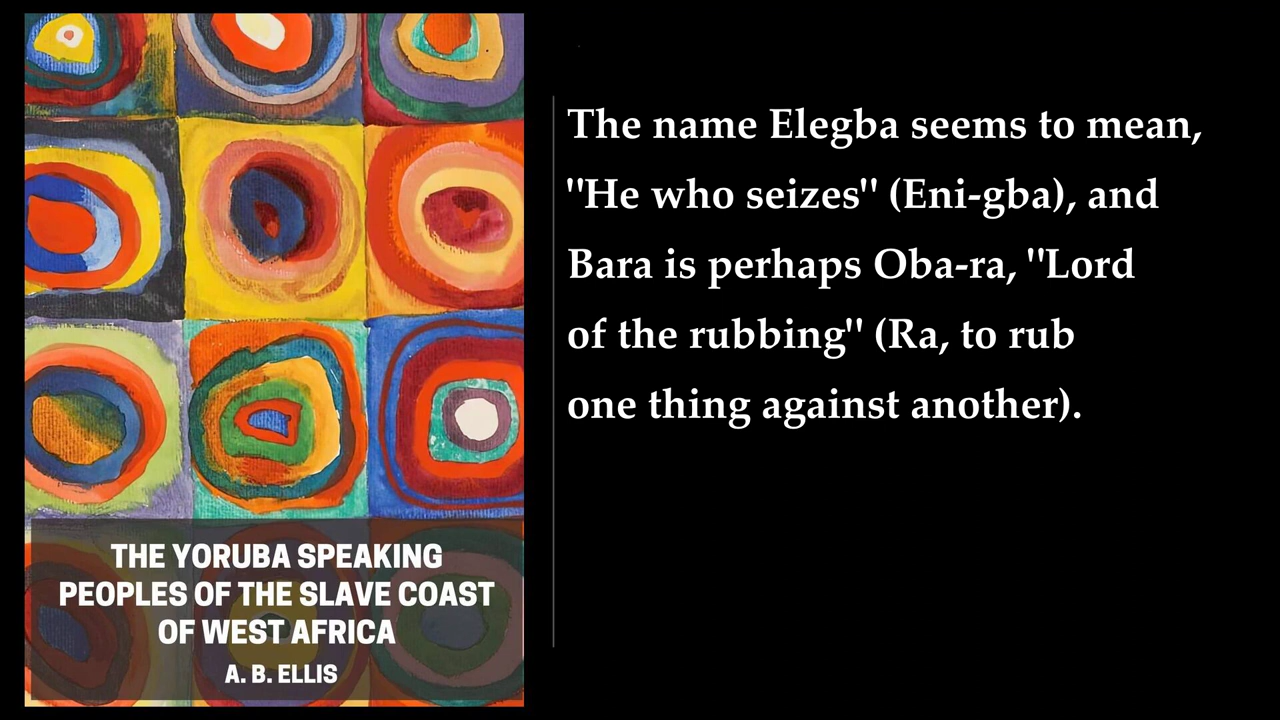 The name Elegba seems to mean,
"He who seizes" (Eni-gba), and
Bara is perhaps Oba-ra, "Lord
of the rubbing" (Ra, to rub
one thing against another).
THE YORUBA SPEAKING
PEOPLES OF THE SLAVE COAST
OF WEST AFRICA
A. B. ELLIS